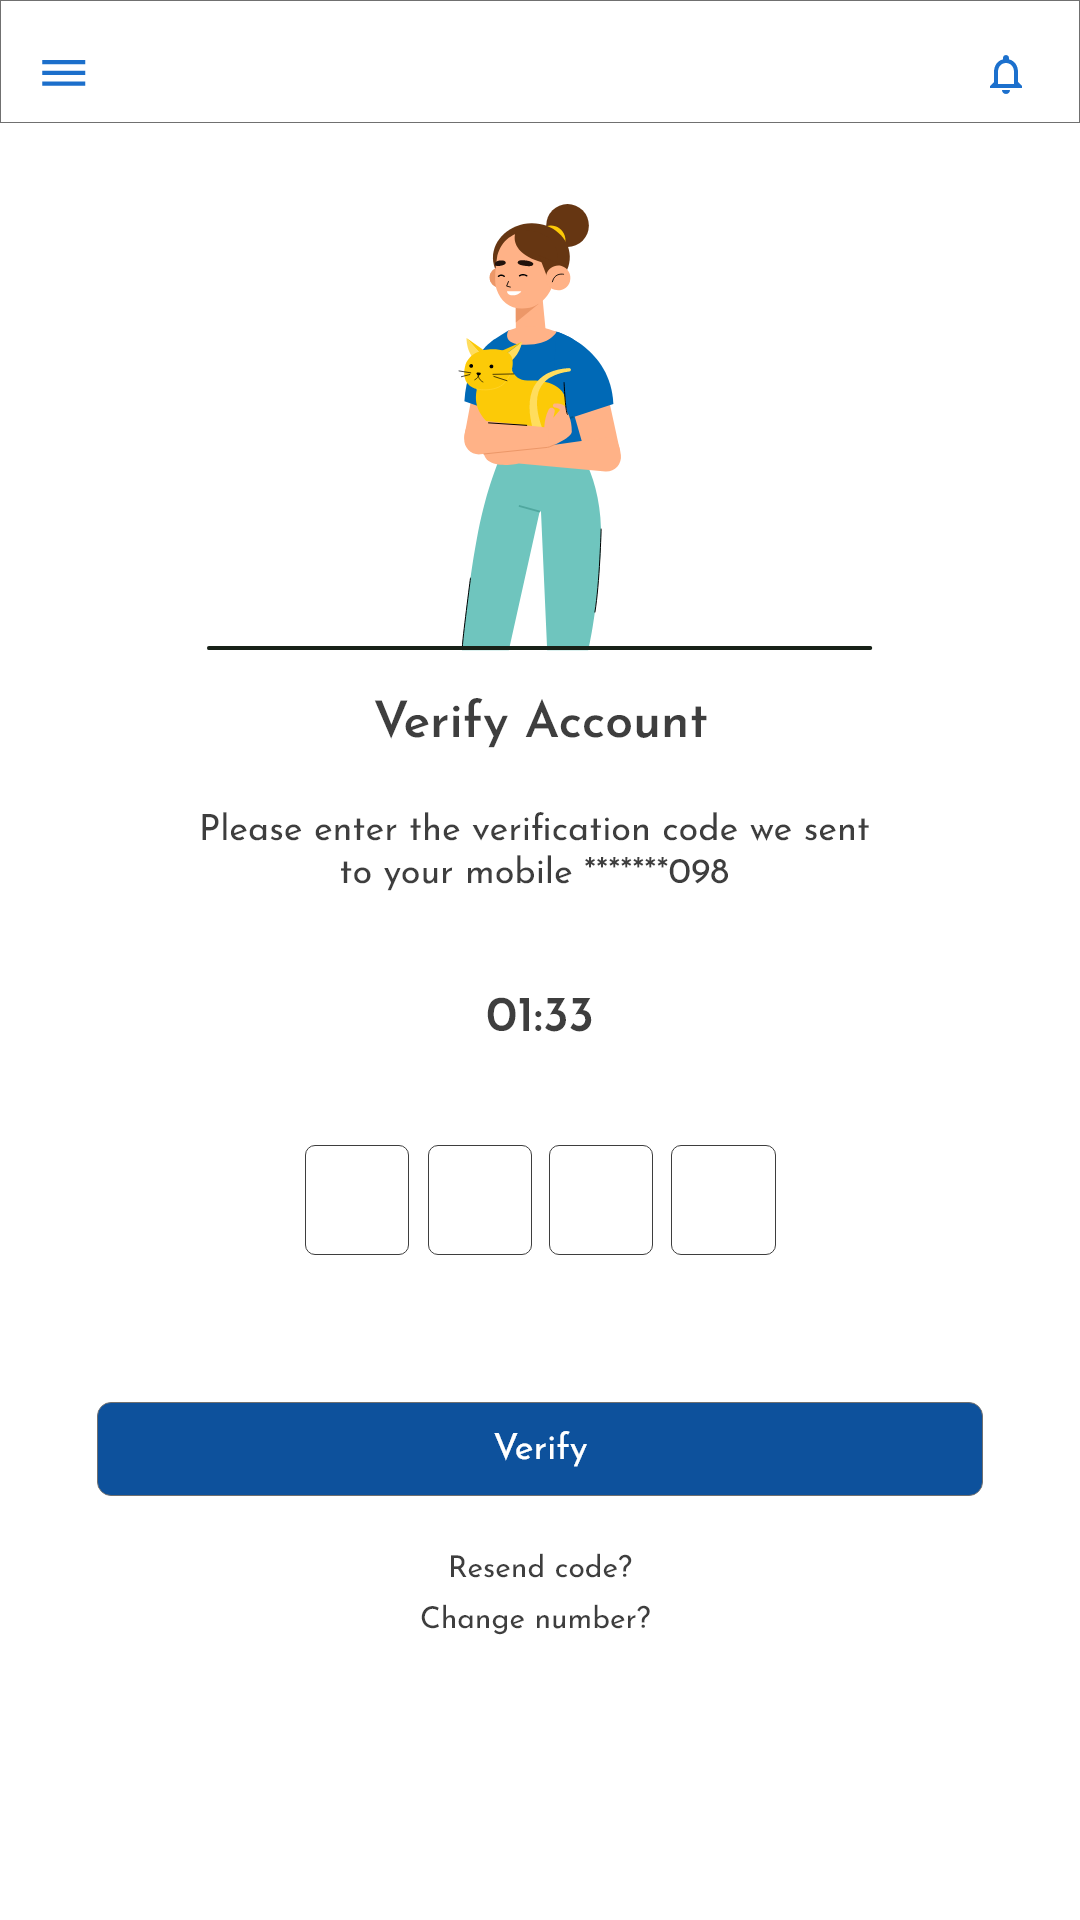 Verify Account
Please enter the verification code we sent
to your mobile *******098
01:33
Verify
Resend code?
Change number?